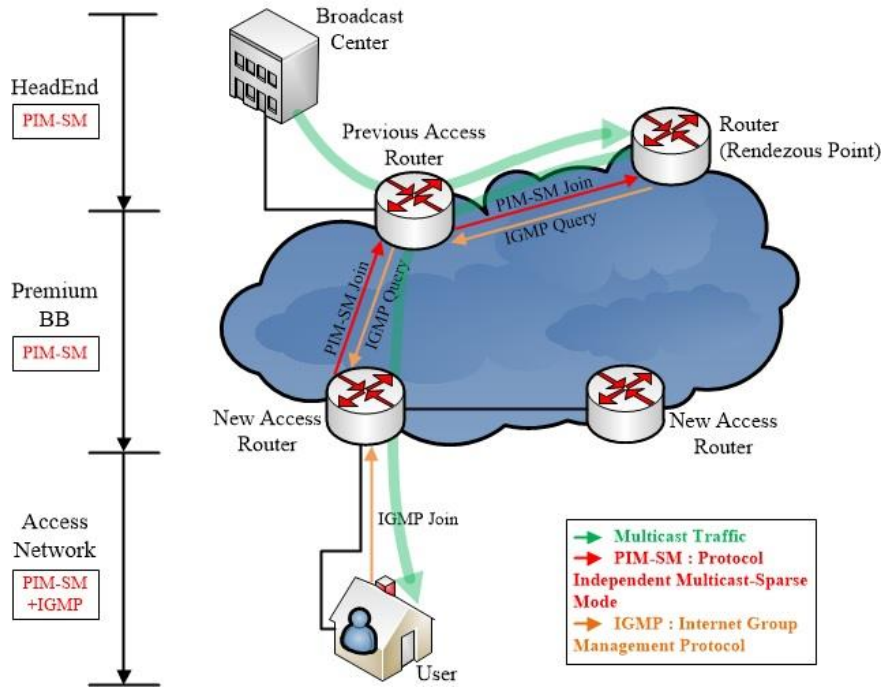 Broadcast
Center
HeadEnd
PIM-SM
Previous Access
Router
Router
(Rendezous Point)
PIM-SM Join
IGMP Query
PIM-SM Join
IGMP Query
Premium
BB
PIM-SM
New Access
Router
New Access
Router
Access
Network
PIM-SM
+IGMP
IGMP Join
User
Multicast Traffic
PIM-SM : Protocol
Independent Multicast-Sparse
Mode
IGMP : Internet Group
Management Protocol